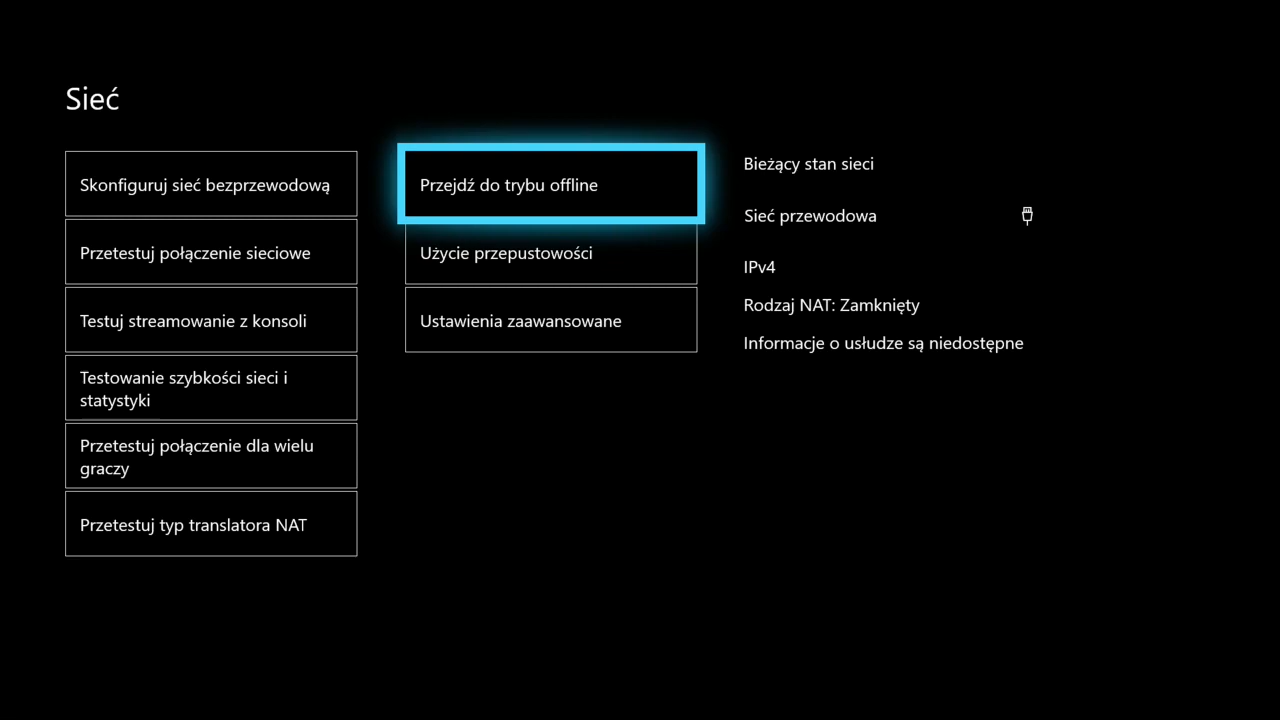 Sieć
Skonfiguruj sieć bezprzewodową
Przetestuj połączenie sieciowe
Testuj streamowanie z konsoli
Testowanie szybkości sieci i
statystyki
Przetestuj połączenie dla wielu
graczy
Przetestuj typ translatora NAT
Przejdź do trybu offline
Użycie przepustowości
Ustawienia zaawansowane
Bieżący stan sieci
Sieć przewodowa
IPv4
Rodzaj NAT: Zamknięty
Informacje o usłudze są niedostępne